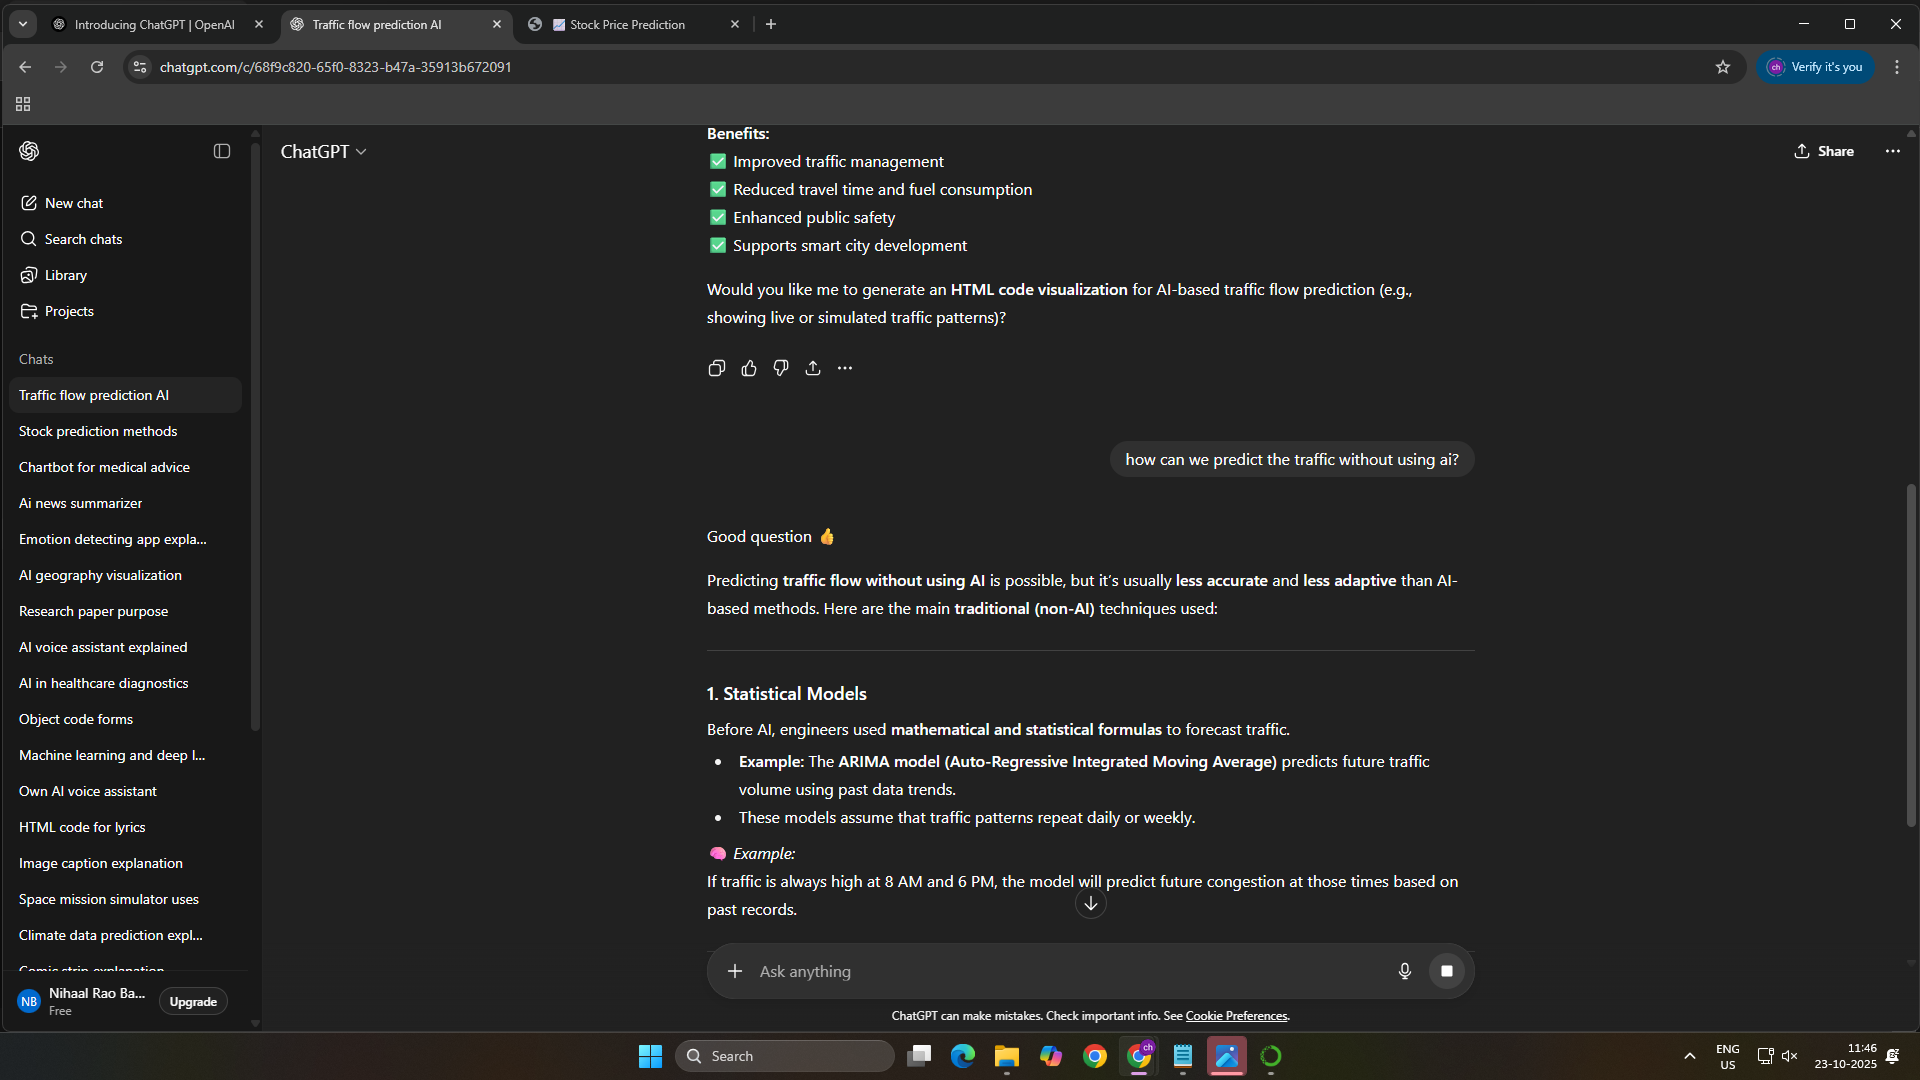 Introducing ChatGPT | OpenAI
Traffic flow prediction AI
Stock Price Prediction
chatgpt.com/c/68f9c820-65f0-8323-b47a-35913b672091
ch
Verify it's you
ChatGPT
Share
New chat
Search chats
Library
Projects
Chats
Traffic flow prediction AI
Stock prediction methods
Chartbot for medical advice
Ai news summarizer
Emotion detecting app expla...
AI geography visualization
Research paper purpose
AI voice assistant explained
AI in healthcare diagnostics
Object code forms
Machine learning and deep l...
Own AI voice assistant
HTML code for lyrics
Image caption explanation
Space mission simulator uses
Climate data prediction expl...
Comic strip explanation
NB
Nihaal Rao Ba...
Free
Upgrade
Benefits:
✅ Improved traffic management
✅ Reduced travel time and fuel consumption
✅ Enhanced public safety
✅ Supports smart city development
Would you like me to generate an HTML code visualization for AI-based traffic flow prediction (e.g.,
showing live or simulated traffic patterns)?
how can we predict the traffic without using ai?
Good question 👍
Predicting traffic flow without using AI is possible, but it's usually less accurate and less adaptive than AI-
based methods. Here are the main traditional (non-AI) techniques used:
1. Statistical Models
Before AI, engineers used mathematical and statistical formulas to forecast traffic.
• Example: The ARIMA model (Auto-Regressive Integrated Moving Average) predicts future traffic
volume using past data trends.
• These models assume that traffic patterns repeat daily or weekly.
🧠 Example:
If traffic is always high at 8 AM and 6 PM, the model will predict future congestion at those times based on
past records.
Ask anything
ChatGPT can make mistakes. Check important info. See Cookie Preferences.
Search
ch
ENG
US
11:46
23-10-2025